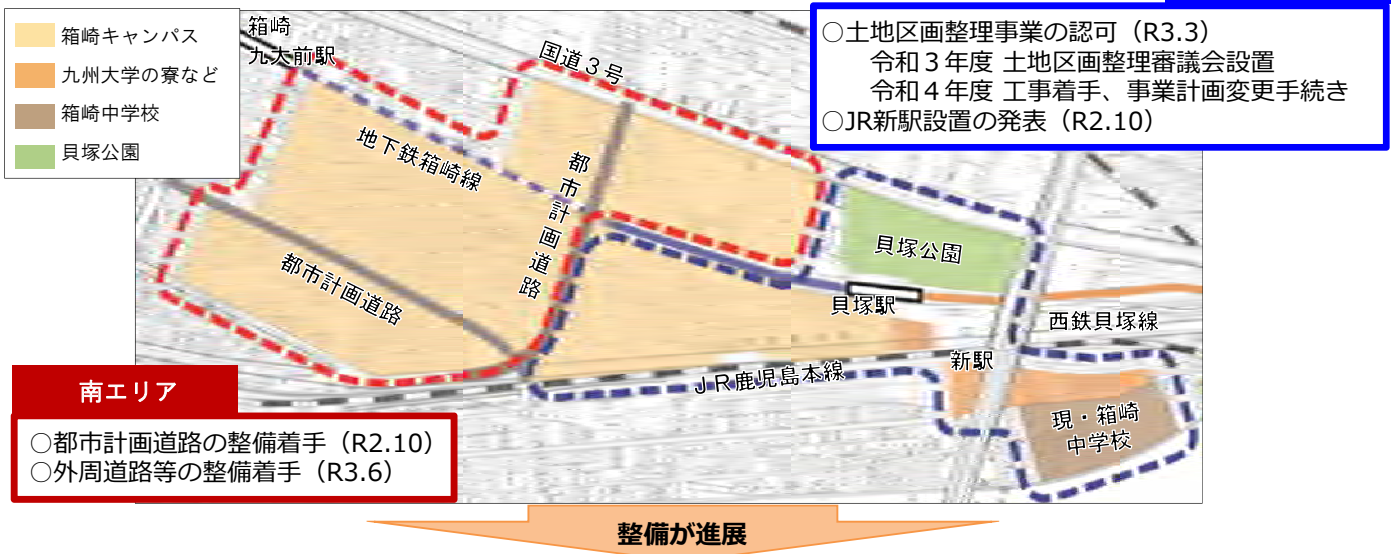 箱崎キャンパス
九州大学の寮など
箱崎中学校
貝塚公園
箱崎
九大前駅
国道３号
地下鉄箱崎線
都市計画道路
都市計画道路
貝塚公園
貝塚駅
西鉄貝塚線
新駅
ＪＲ鹿児島本線
現・箱崎
中学校
○土地区画整理事業の認可（R3.3）
令和３年度 土地区画整理審議会設置
令和４年度 工事着手、事業計画変更手続き
○JR新駅設置の発表（R2.10）
南エリア
○都市計画道路の整備着手（R2.10）
○外周道路等の整備着手（R3.6）
整備が進展